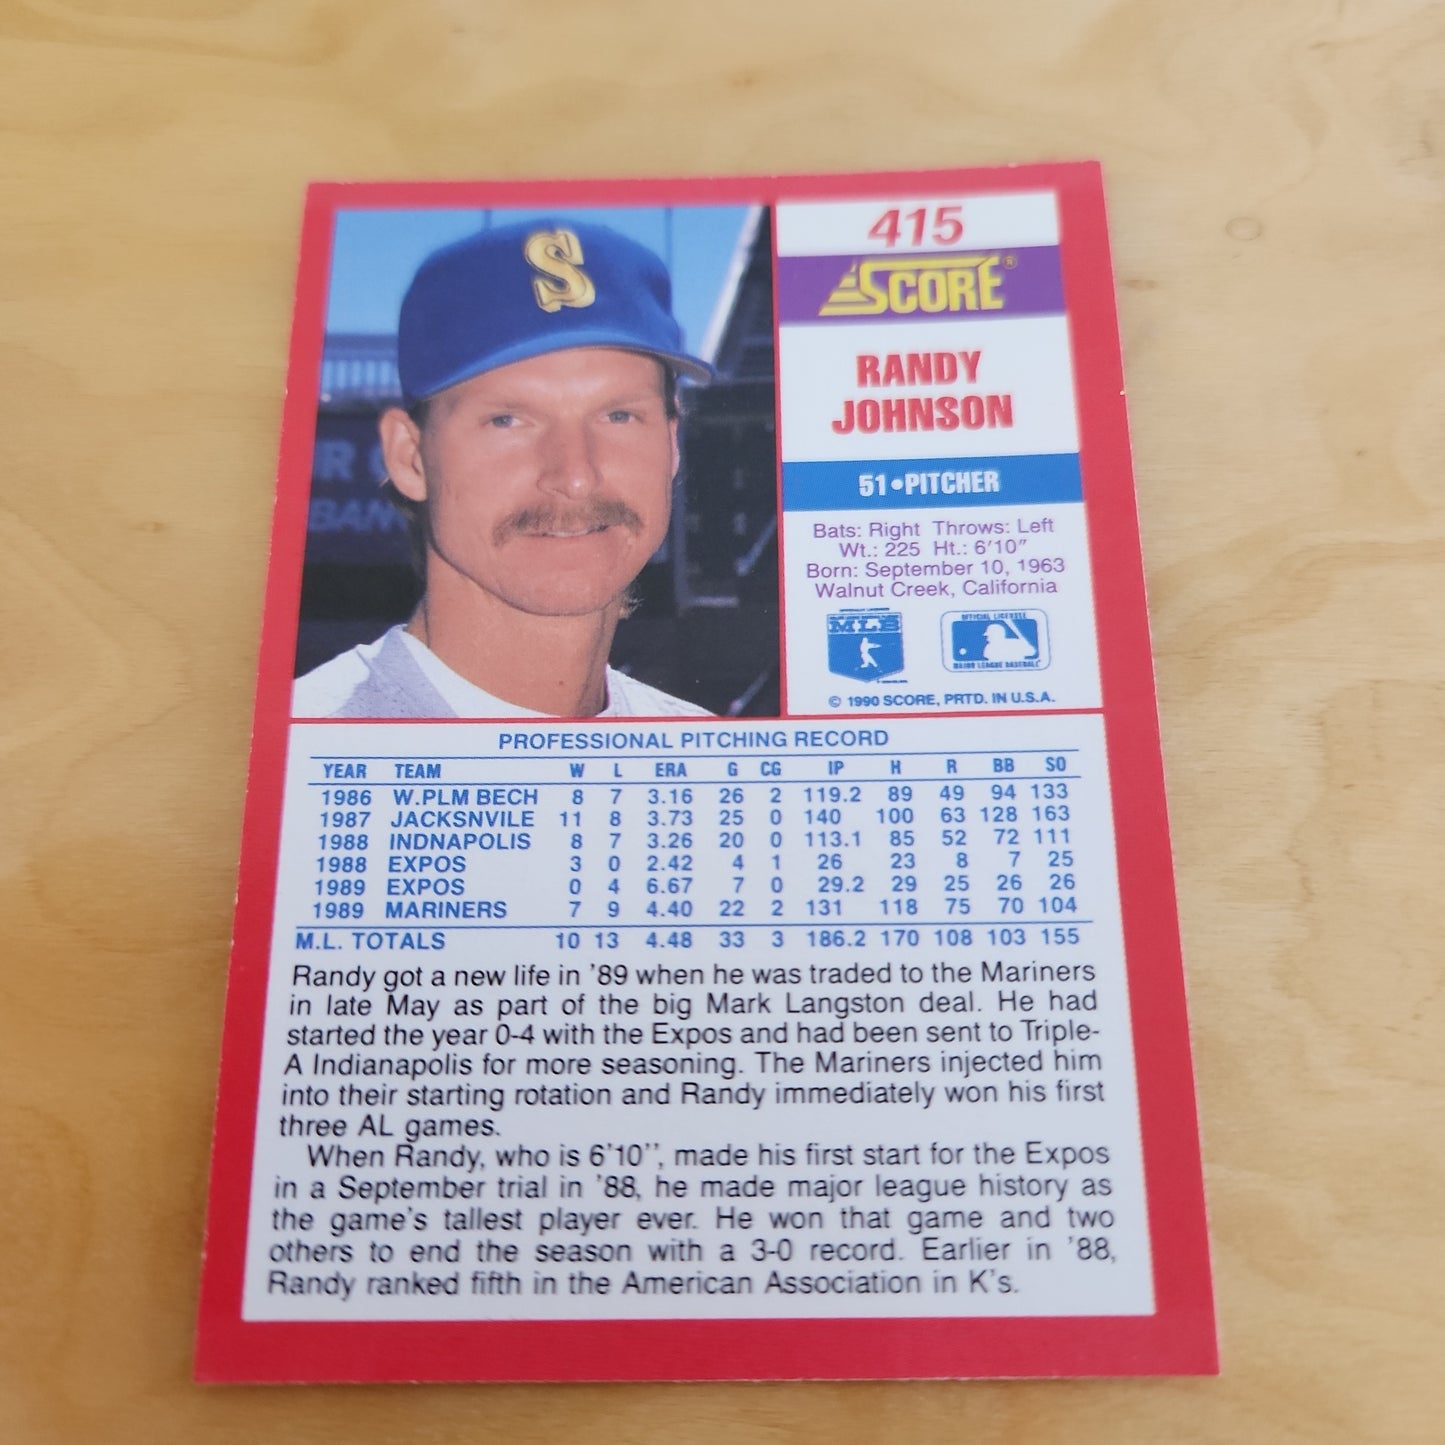 415
SCORE®
RANDY
JOHNSON
51•PITCHER
Bats: Right Throws: Left
Wt.: 225 Ht.: 6'10"
Born: September 10, 1963
Walnut Creek, California
MLB
OFFICIAL LICENSEE
MAJOR LEAGUE BASEBALL
© 1990 SCORE, PRTD. IN U.S.A.
PROFESSIONAL PITCHING RECORD
YEAR TEAM W L ERA G CG IP H R BB SO
1986 W.PLM BECH 8 7 3.16 26 2 119.2 89 49 94 133
1987 JACKSNVILE 11 8 3.73 25 0 140 100 63 128 163
1988 INDNAPOLIS 8 7 3.26 20 0 113.1 85 52 72 111
1988 EXPOS 3 0 2.42 4 1 26 23 8 7 25
1989 EXPOS 0 4 6.67 7 0 29.2 29 25 26 26
1989 MARINERS 7 9 4.40 22 2 131 118 75 70 104
M.L. TOTALS 10 13 4.48 33 3 186.2 170 108 103 155
Randy got a new life in '89 when he was traded to the Mariners
in late May as part of the big Mark Langston deal. He had
started the year 0-4 with the Expos and had been sent to Triple-
A Indianapolis for more seasoning. The Mariners injected him
into their starting rotation and Randy immediately won his first
three AL games.
When Randy, who is 6'10'', made his first start for the Expos
in a September trial in '88, he made major league history as
the game's tallest player ever. He won that game and two
others to end the season with a 3-0 record. Earlier in '88,
Randy ranked fifth in the American Association in K's.